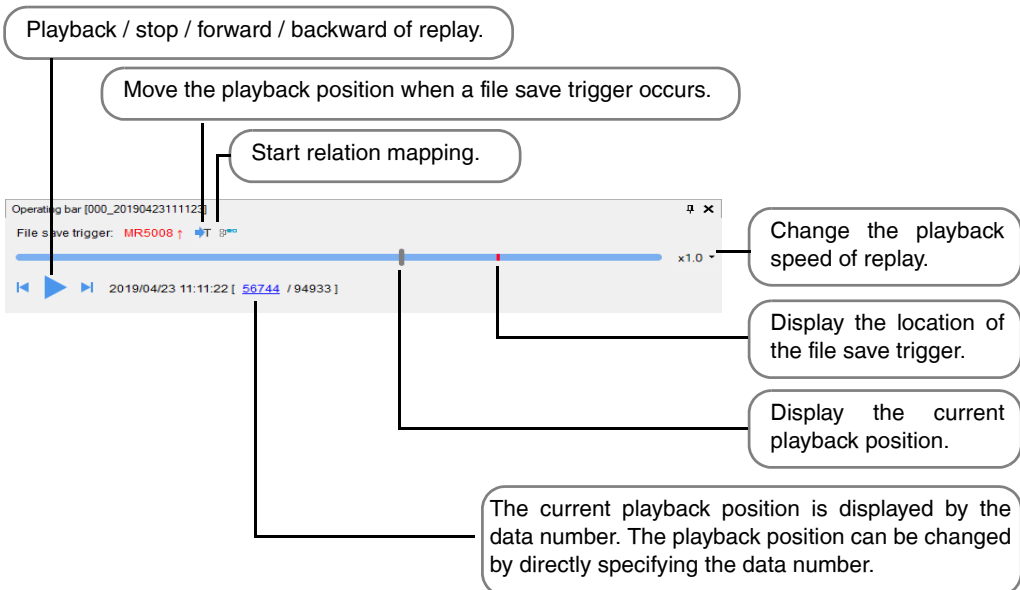 Playback / stop / forward / backward of replay.
Move the playback position when a file save trigger occurs.
Start relation mapping.
Operating bar [000_20190423111123]
File save trigger: MR5008 ↑ T
x1.0
2019/04/23 11:11:22 [ 56744 / 94933 ]
Change the playback
speed of replay.
Display the location of
the file save trigger.
Display the current
playback position.
The current playback position is displayed by the
data number. The playback position can be changed
by directly specifying the data number.